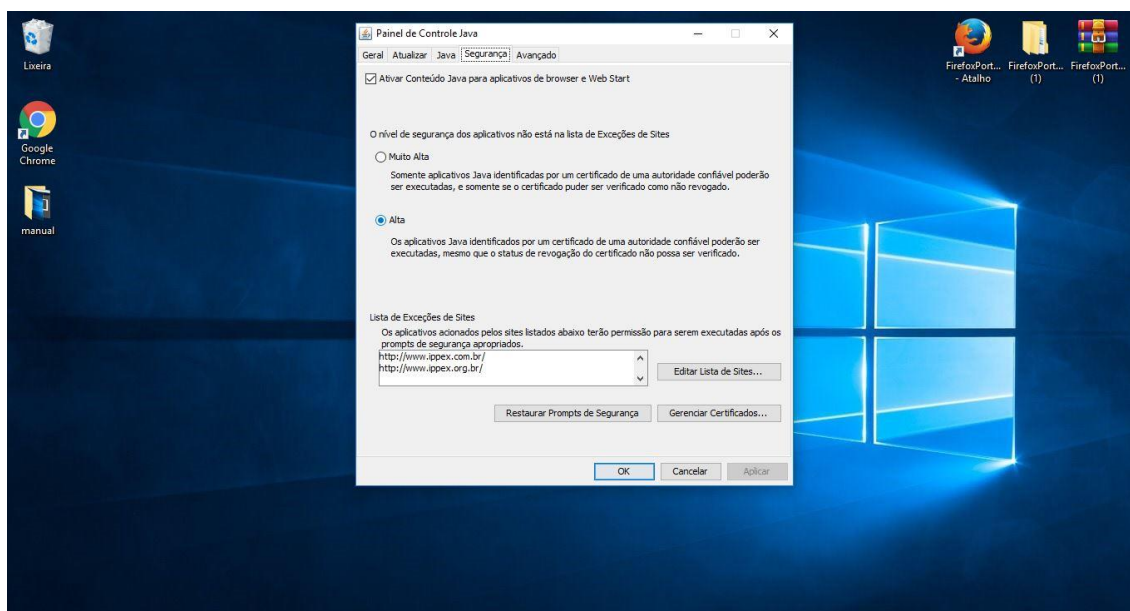 Lixeira
Google
Chrome
manual
Painel de Controle Java
Geral Atualizar Java Segurança Avançado
Ativar Conteúdo Java para aplicativos de browser e Web Start
O nível de segurança dos aplicativos não está na lista de Exceções de Sites
Muito Alta
Somente aplicativos Java identificadas por um certificado de uma autoridade confiável poderão
ser executadas, e somente se o certificado puder ser verificado como não revogado.
Alta
Os aplicativos Java identificados por um certificado de uma autoridade confiável poderão ser
executadas, mesmo que o status de revogação do certificado não possa ser verificado.
Lista de Exceções de Sites
Os aplicativos acionados pelos sites listados abaixo terão permissão para serem executadas após os
prompts de segurança apropriados.
http://www.ippex.com.br/
http://www.ippex.org.br/
Editar Lista de Sites...
Restaurar Prompts de Segurança Gerenciar Certificados...
OK Cancelar Aplicar
FirefoxPort... FirefoxPort... FirefoxPort...
- Atalho (1) (1)